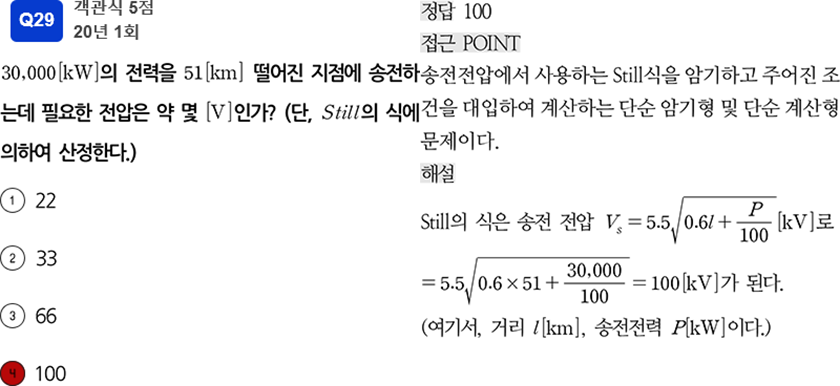 Q29
객관식 5점
20년 1회
30,000[kW]의 전력을 51[km] 떨어진 지점에 송전하
는데 필요한 전압은 약 몇 [V]인가? (단, Still의 식에
의하여 산정한다.)
1 22
2 33
3 66
4 100
정답 100
접근 POINT
송전전압에서 사용하는 Still식을 암기하고 주어진 조
건을 대입하여 계산하는 단순 암기형 및 단순 계산형
문제이다.
해설
Still의 식은 송전 전압 Vₛ = 5.5√(0.6l + P/100) [kV]로
= 5.5√(0.6×51 + 30,000/100) = 100[kV]가 된다.
(여기서, 거리 l[km], 송전전력 P[kW]이다.)